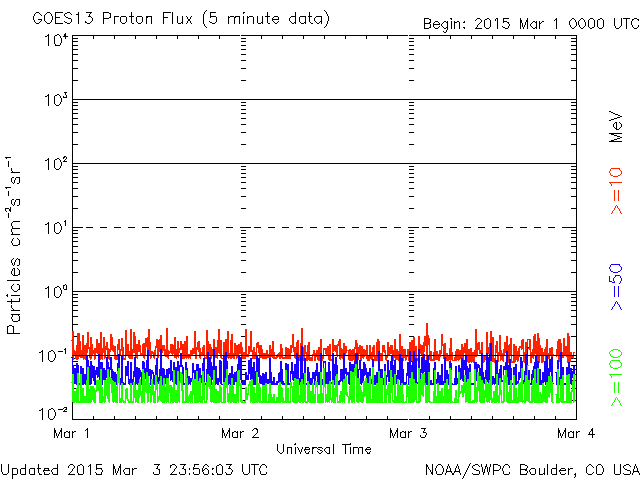 GOES13 Proton Flux (5 minute data)
Begin: 2015 Mar 1 0000 UTC
10⁴
10³
10²
10¹
10⁰
10⁻¹
10⁻²
Particles cm⁻²s⁻¹sr⁻¹
MeV
>=10
>=50
>=100
Mar 1
Mar 2
Mar 3
Mar 4
Universal Time
Updated 2015 Mar 3 23:56:03 UTC
NOAA/SWPC Boulder, CO USA